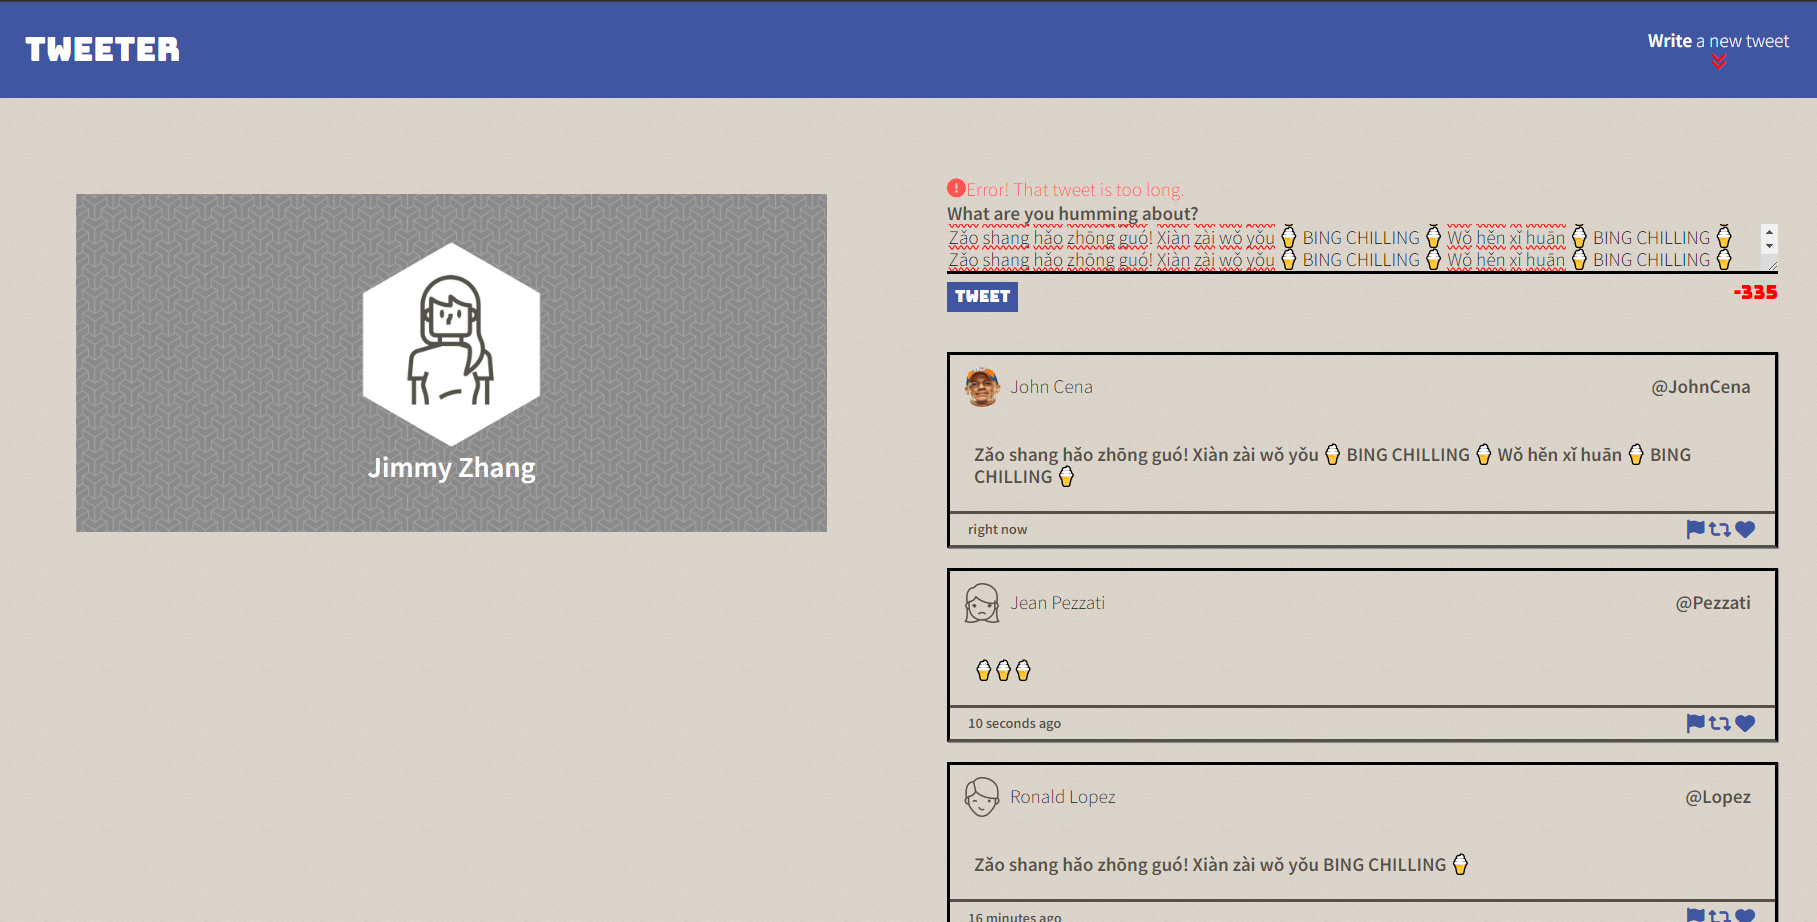 TWEETER
Write a new tweet
Jimmy Zhang
Error! That tweet is too long.
What are you humming about?
Zǎo shang hǎo zhōng guó! Xiàn zài wǒ yǒu 🍦 BING CHILLING 🍦 Wǒ hěn xǐ huān 🍦 BING CHILLING 🍦
Zǎo shang hǎo zhōng guó! Xiàn zài wǒ yǒu 🍦 BING CHILLING 🍦 Wǒ hěn xǐ huān 🍦 BING CHILLING 🍦
TWEET
-335
John Cena
@JohnCena
Zǎo shang hǎo zhōng guó! Xiàn zài wǒ yǒu 🍦 BING CHILLING 🍦 Wǒ hěn xǐ huān 🍦 BING
CHILLING 🍦
right now
Jean Pezzati
@Pezzati
🍦🍦🍦
10 seconds ago
Ronald Lopez
@Lopez
Zǎo shang hǎo zhōng guó! Xiàn zài wǒ yǒu BING CHILLING 🍦
16 minutes ago